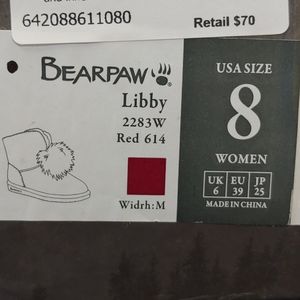 642088611080
Retail $70
BEARPAW
Libby
2283W
Red 614
Widrh: M
USA SIZE
8
WOMEN
UK 6
EU 39
JP 25
MADE IN CHINA